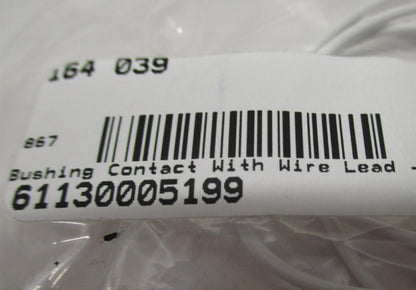 164 039
867
Bushing Contact With Wire Lead -
61130005199